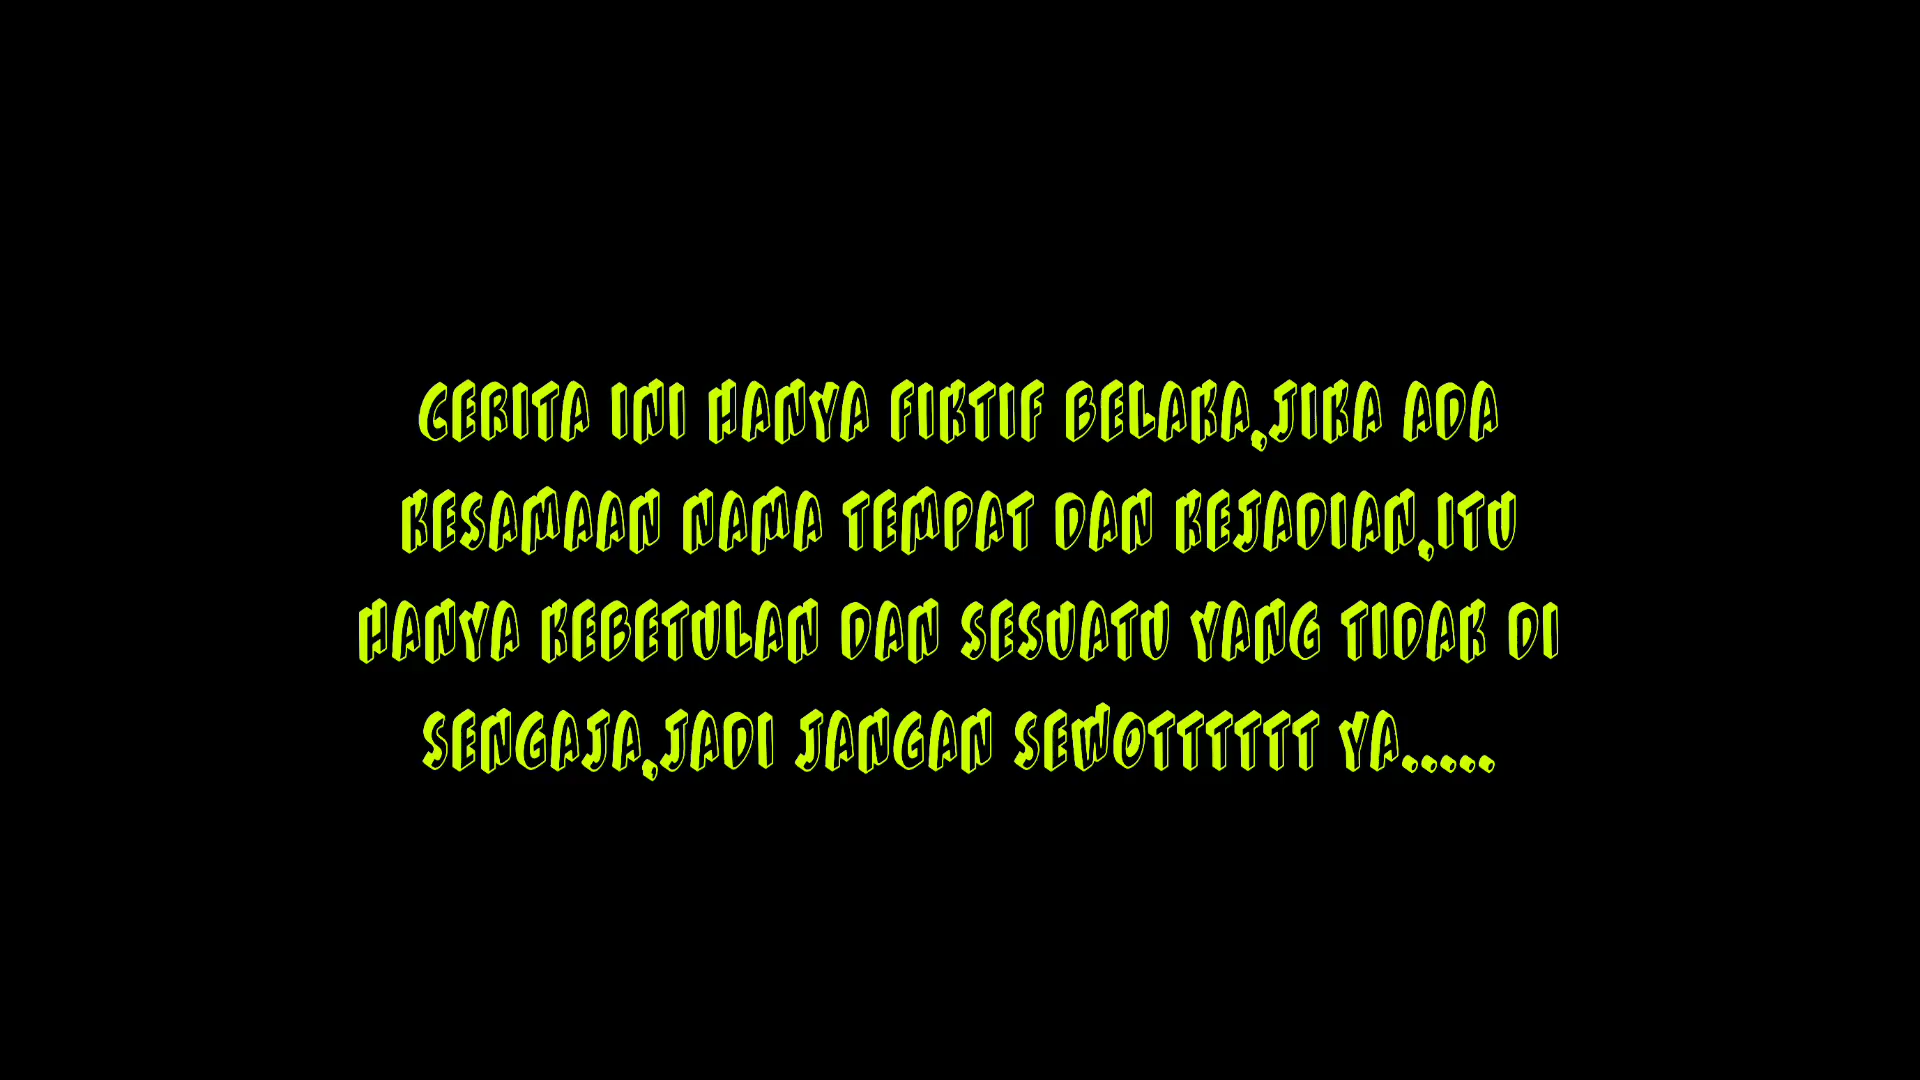 CERITA INI HANYA FIKTIF BELAKA,JIKA ADA
KESAMAAN NAMA TEMPAT DAN KEJADIAN,ITU
HANYA KEBETULAN DAN SESUATU YANG TIDAK DI
SENGAJA,JADI JANGAN SEWOTTTTTT YA.....